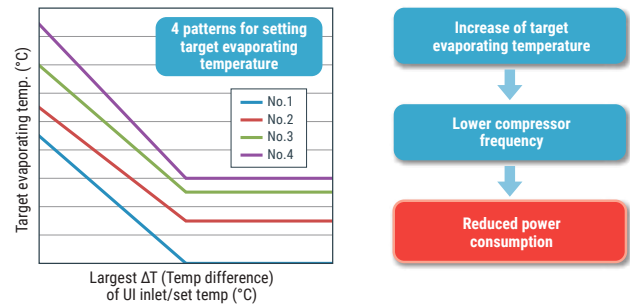 4 patterns for setting
target evaporating
temperature
No.1
No.2
No.3
No.4
Target evaporating temp. (°C)
Largest ΔT (Temp difference)
of UI inlet/set temp (°C)
Increase of target
evaporating temperature
Lower compressor
frequency
Reduced power
consumption